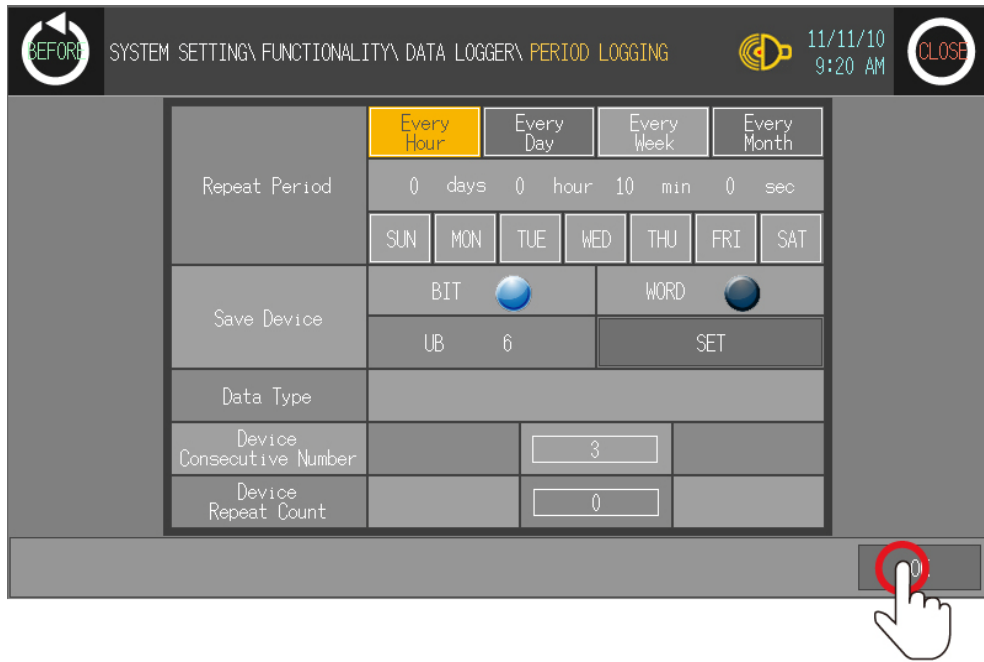 BEFORE
SYSTEM SETTING\ FUNCTIONALITY\ DATA LOGGER\ PERIOD LOGGING
11/11/10
9:20 AM
CLOSE
Repeat Period
Every Hour
Every Day
Every Week
Every Month
0 days 0 hour 10 min 0 sec
SUN MON TUE WED THU FRI SAT
Save Device
BIT
WORD
UB 6
SET
Data Type
Device
Consecutive Number
3
Device
Repeat Count
0